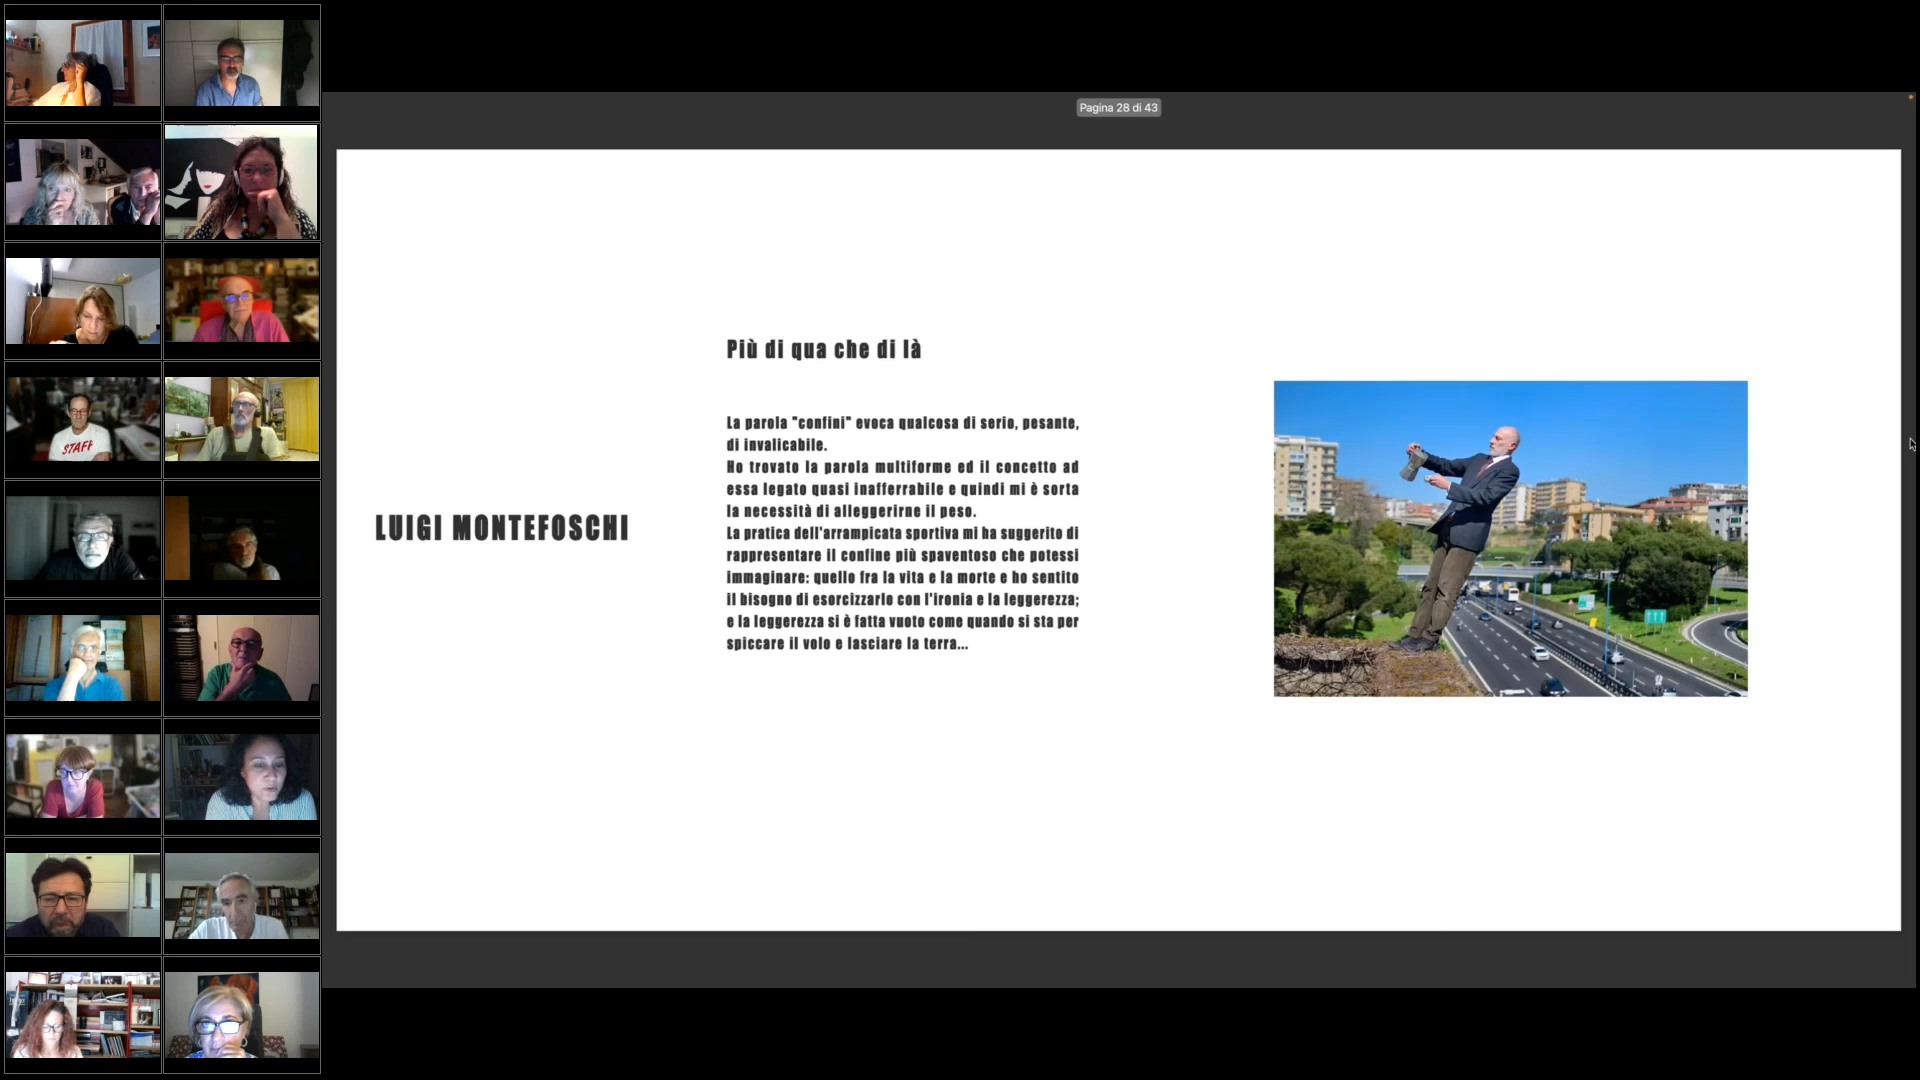 Pagina 28 di 43
LUIGI MONTEFOSCHI
Più di qua che di là
La parola "confini" evoca qualcosa di serio, pesante,
di invalicabile.
Ho trovato la parola multiforme ed il concetto ad
essa legato quasi inafferrabile e quindi mi è sorta
la necessità di alleggerirne il peso.
La pratica dell'arrampicata sportiva mi ha suggerito di
rappresentare il confine più spaventoso che potessi
immaginare: quello fra la vita e la morte e ho sentito
il bisogno di esorcizzarlo con l'ironia e la leggerezza;
e la leggerezza si è fatta vuoto come quando si sta per
spiccare il volo e lasciare la terra...
STAFF